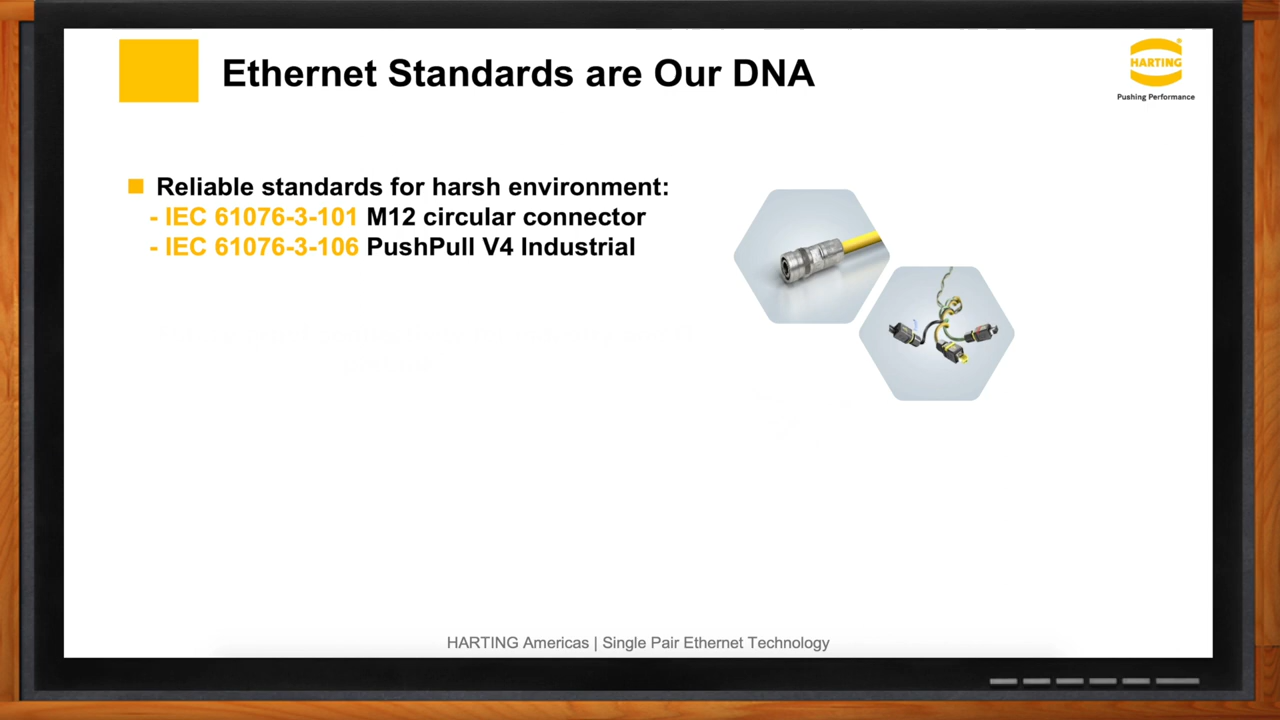 Ethernet Standards are Our DNA
HARTING
Pushing Performance
Reliable standards for harsh environment:
- IEC 61076-3-101 M12 circular connector
- IEC 61076-3-106 PushPull V4 Industrial
HARTING Americas | Single Pair Ethernet Technology